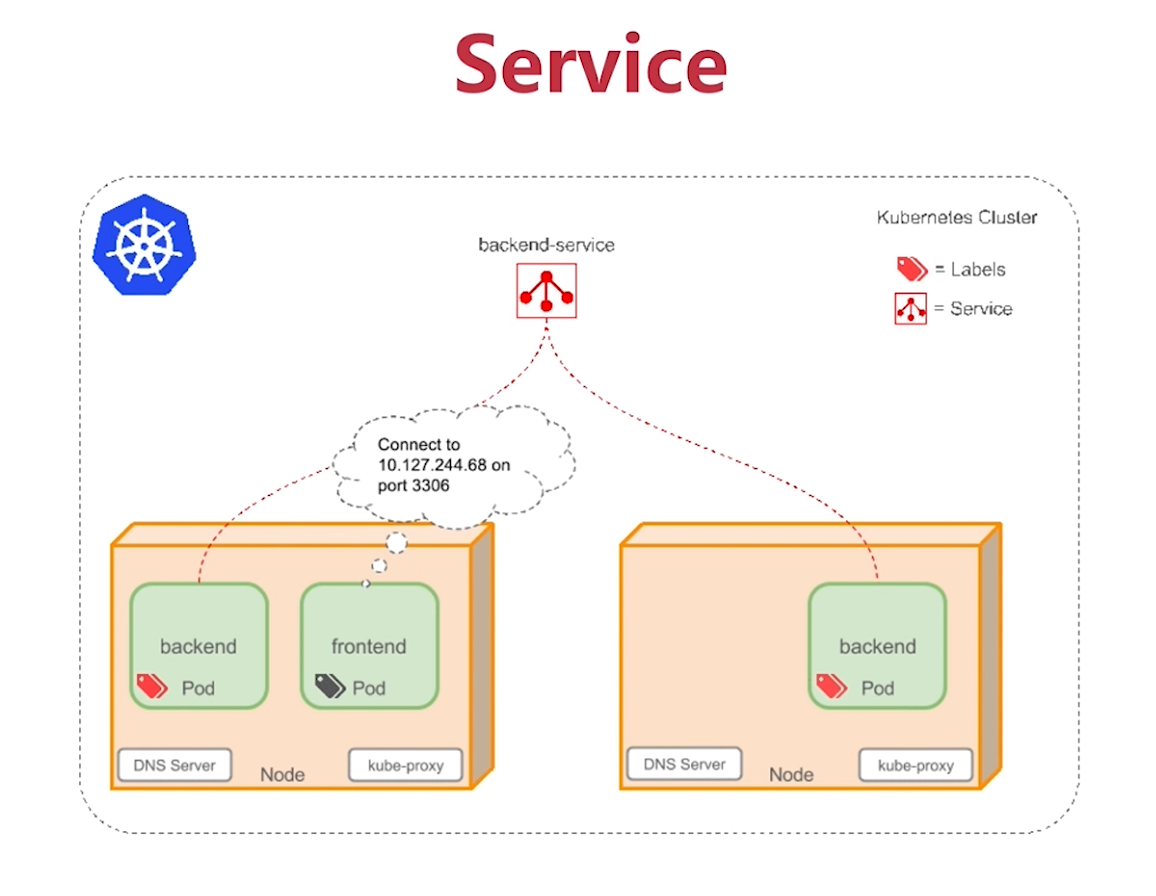 Service
Kubernetes Cluster
= Labels
= Service
backend-service
Connect to
10.127.244.68 on
port 3306
backend
Pod
frontend
Pod
DNS Server
Node
kube-proxy
backend
Pod
DNS Server
Node
kube-proxy